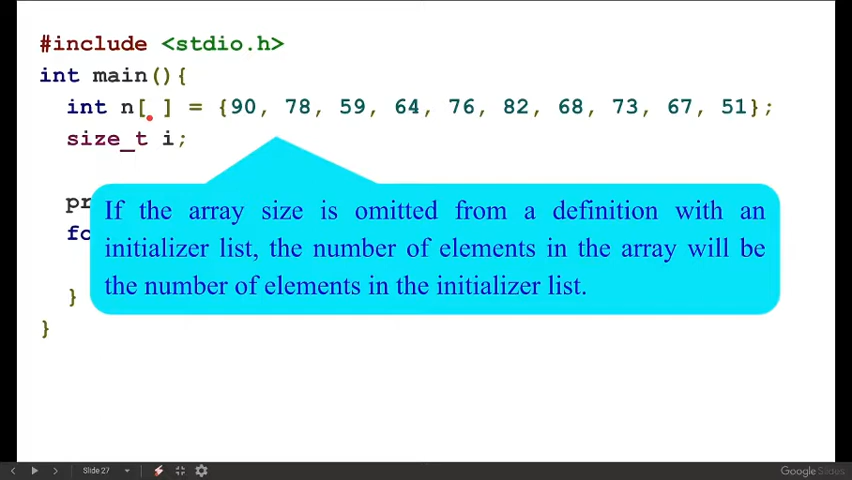 #include <stdio.h>
int main(){
int n[ ] = {90, 78, 59, 64, 76, 82, 68, 73, 67, 51};
size_t i;
pr
fo
If the array size is omitted from a definition with an
initializer list, the number of elements in the array will be
the number of elements in the initializer list.
}
}
Slide 27
Google Slides